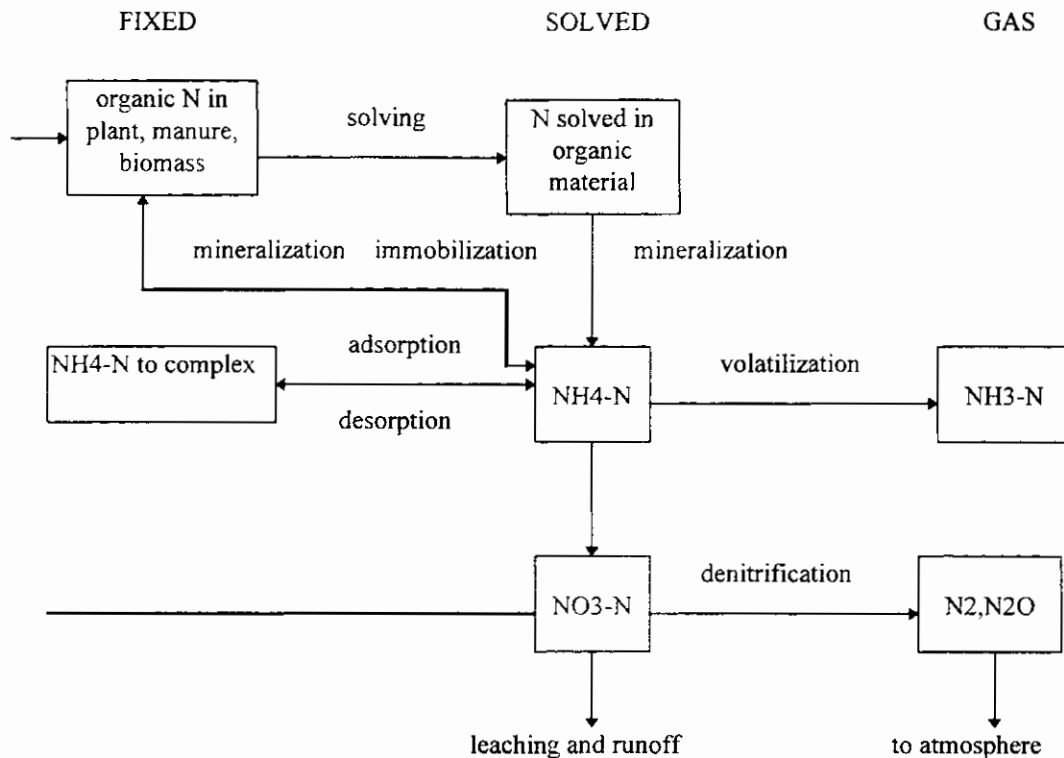 FIXED
SOLVED
GAS
organic N in
plant, manure,
biomass
solving
N solved in
organic
material
mineralization
immobilization
mineralization
NH4-N to complex
adsorption
desorption
NH4-N
volatilization
NH3-N
NO3-N
denitrification
N2,N2O
leaching and runoff
to atmosphere